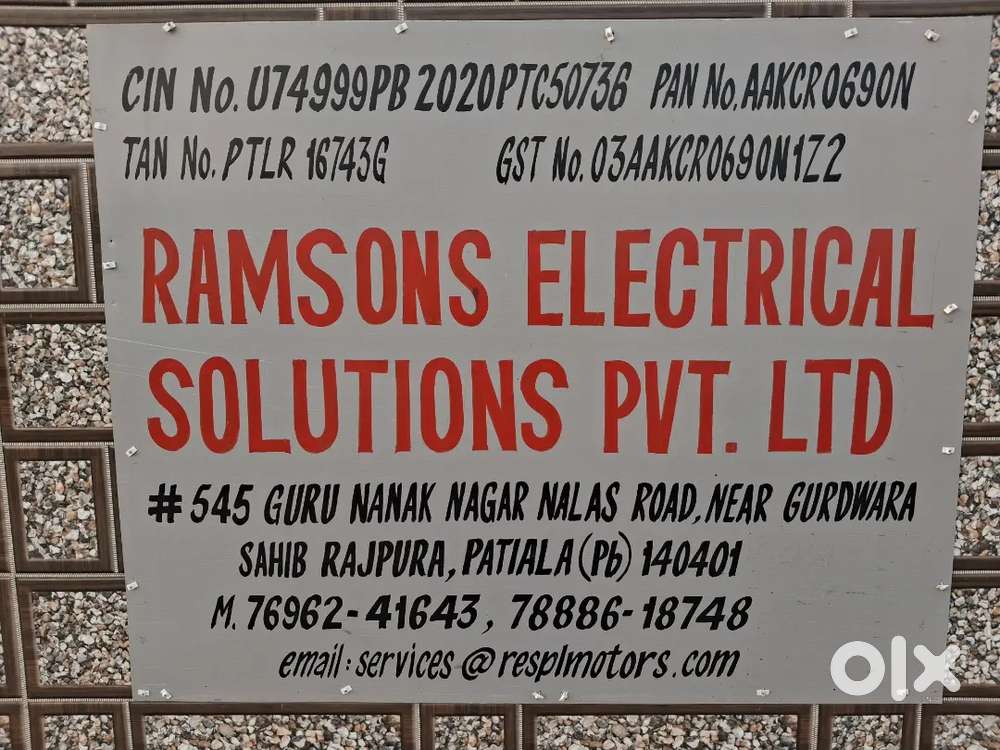 CIN No. U74999PB2020PTC50736 PAN No. AAKCR0690N
TAN No. PTLR 16743G GST No. 03AAKCR0690N1Z2
RAMSONS ELECTRICAL
SOLUTIONS PVT. LTD
# 545 GURU NANAK NAGAR NALAS ROAD, NEAR GURDWARA
SAHIB RAJPURA, PATIALA (Pb) 140401
M. 76962-41643, 78886-18748
email: services@resplmotors.com
olx